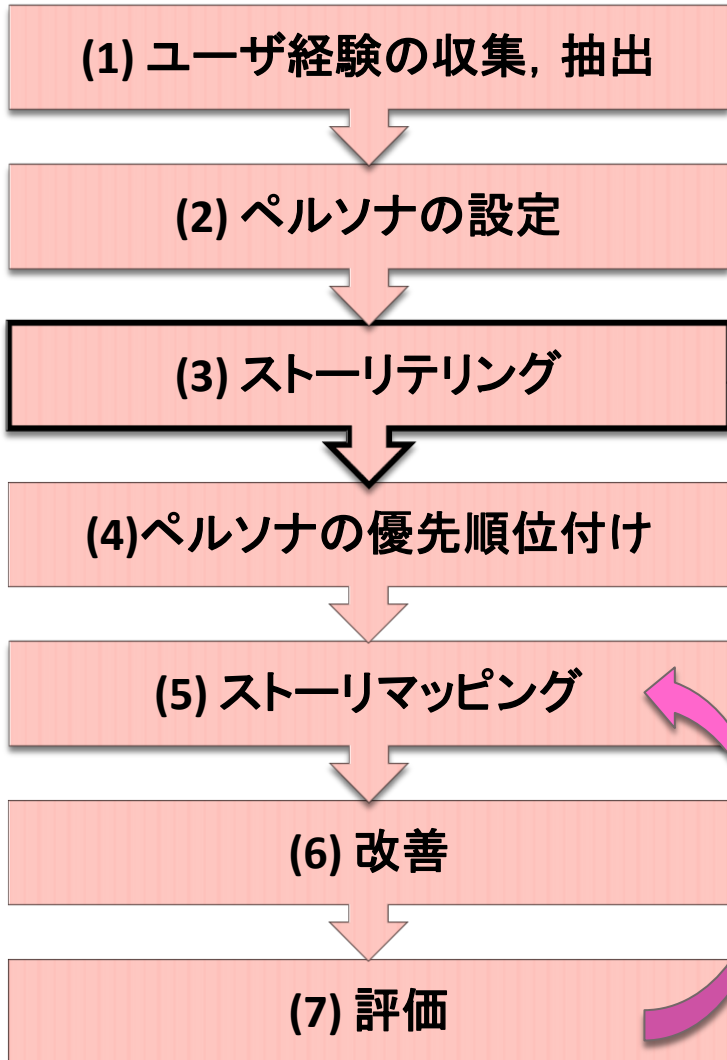 (1) ユーザ経験の収集，抽出
(2) ペルソナの設定
(3) ストーリテリング
(4)ペルソナの優先順位付け
(5) ストーリマッピング
(6) 改善
(7) 評価